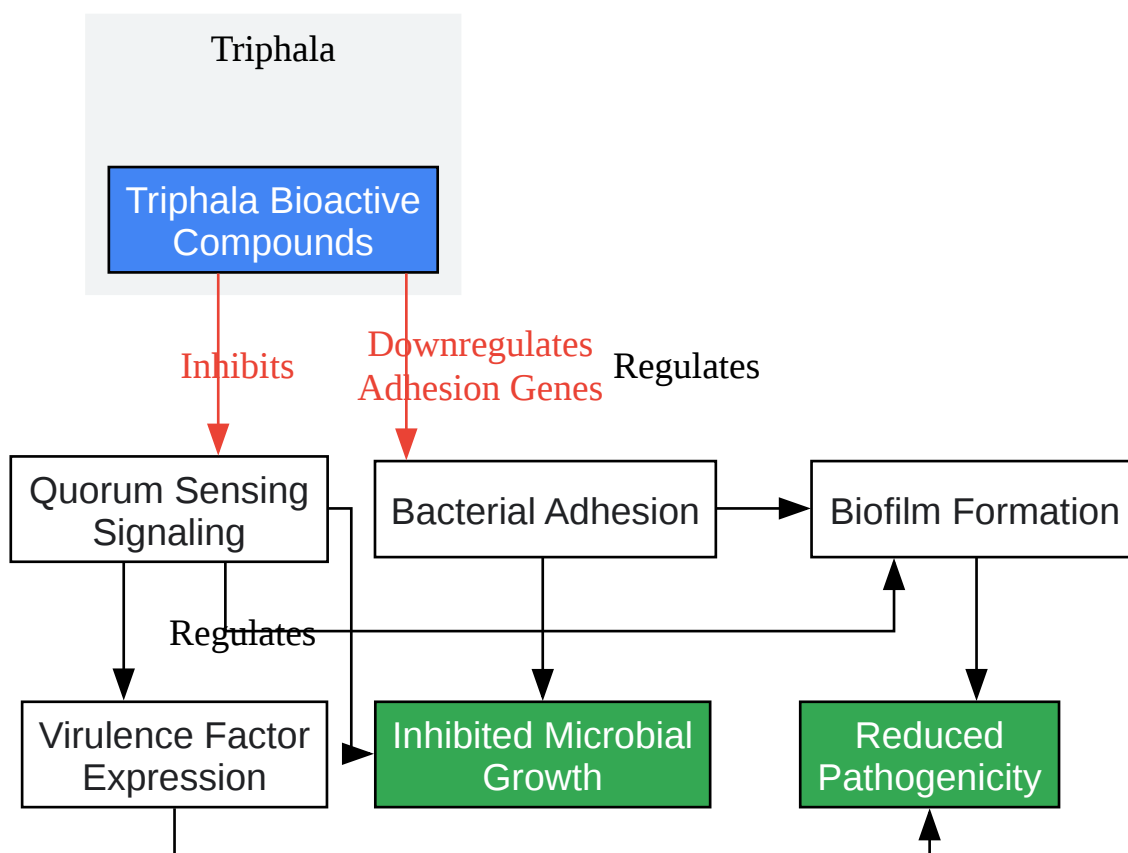 Triphala
Triphala Bioactive
Compounds
Inhibits
Downregulates
Adhesion Genes
Regulates
Quorum Sensing
Signaling
Bacterial Adhesion
Biofilm Formation
Regulates
Virulence Factor
Expression
Inhibited Microbial
Growth
Reduced
Pathogenicity